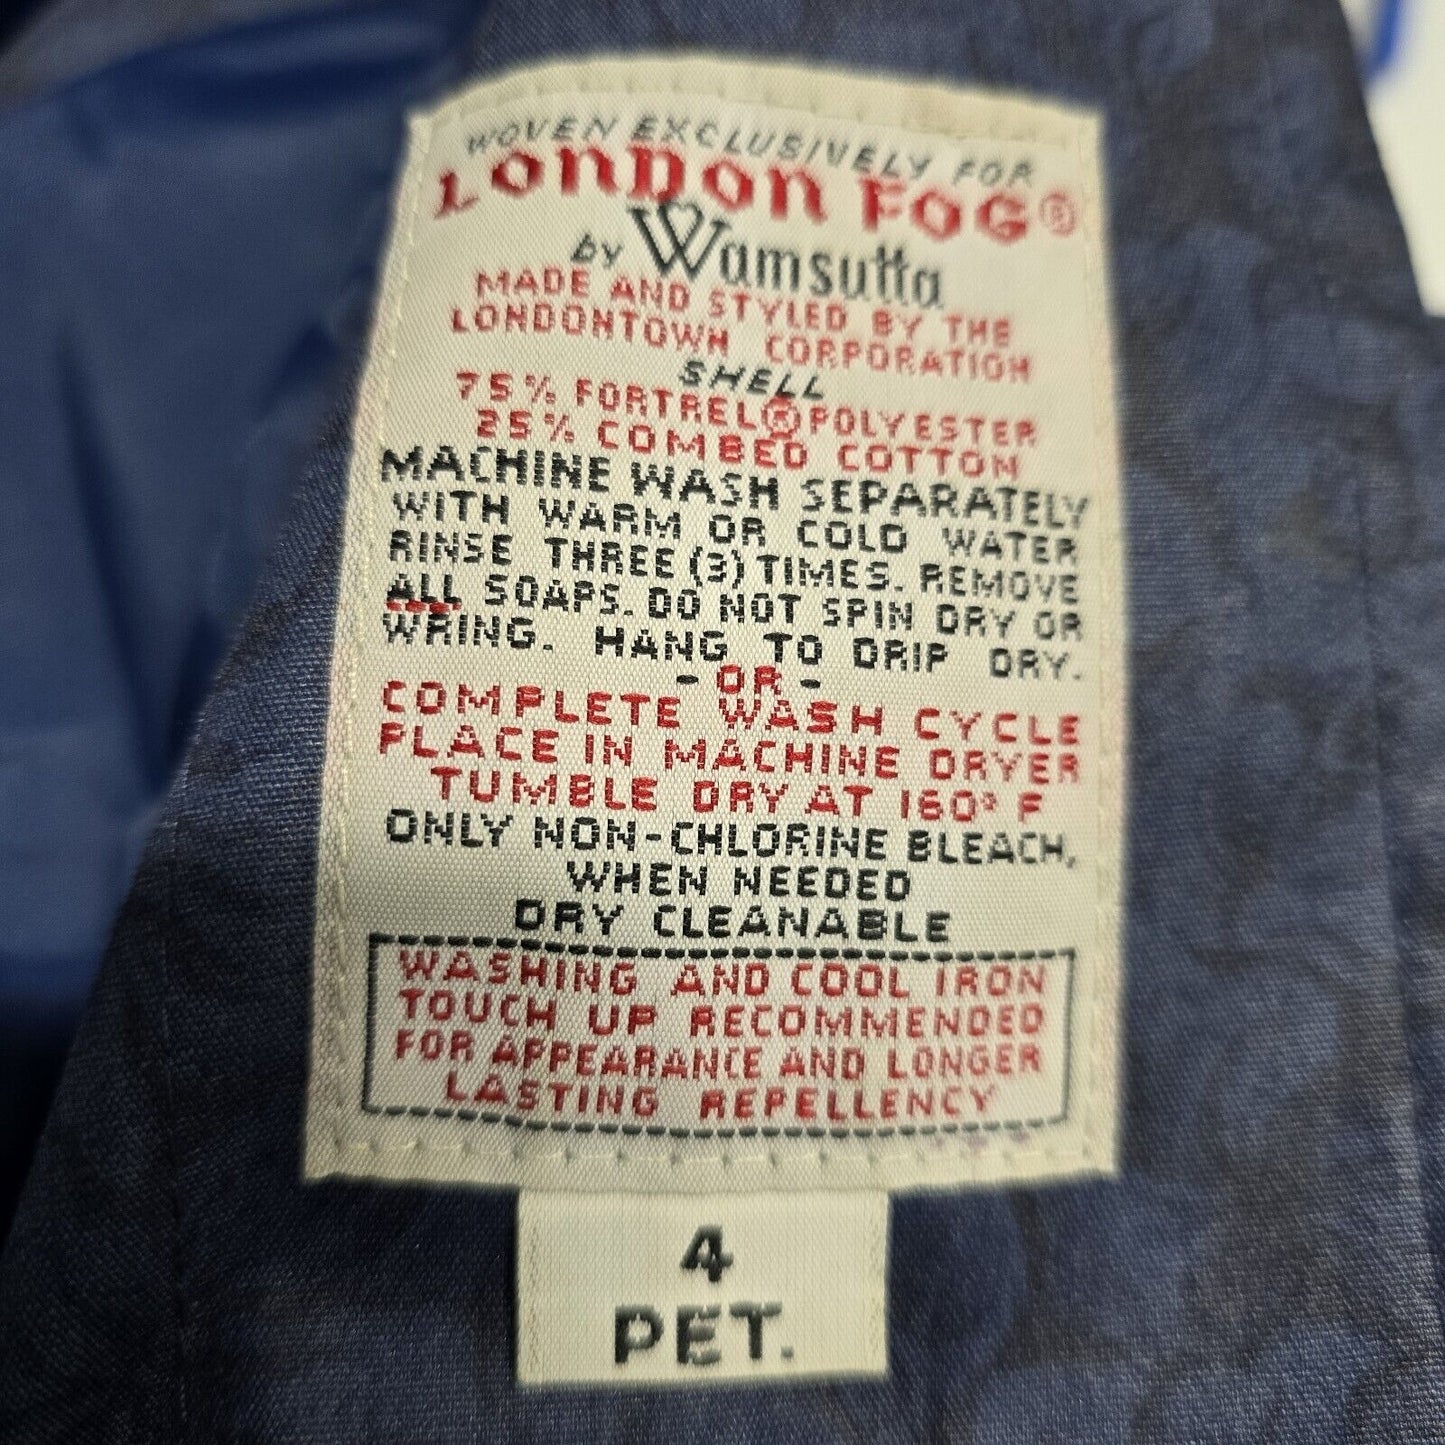 WOVEN EXCLUSIVELY FOR
LONDON FOG®
by Wamsutta
MADE AND STYLED BY THE
LONDONTOWN CORPORATION
SHELL
75% FORTREL® POLYESTER
25% COMBED COTTON
MACHINE WASH SEPARATELY
WITH WARM OR COLD WATER
RINSE THREE (3) TIMES. REMOVE
ALL SOAPS. DO NOT SPIN DRY OR
WRING. HANG TO DRIP DRY.
- OR -
COMPLETE WASH CYCLE
PLACE IN MACHINE DRYER
TUMBLE DRY AT 160° F
ONLY NON-CHLORINE BLEACH,
WHEN NEEDED
DRY CLEANABLE
WASHING AND COOL IRON
TOUCH UP RECOMMENDED
FOR APPEARANCE AND LONGER
LASTING REPELLENCY
4
PET.